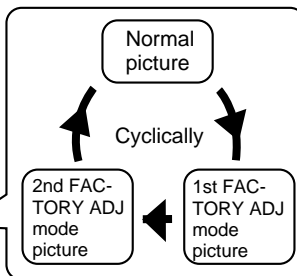 Normal
picture
Cyclically
2nd FAC-
TORY ADJ
mode
picture
1st FAC-
TORY ADJ
mode
picture